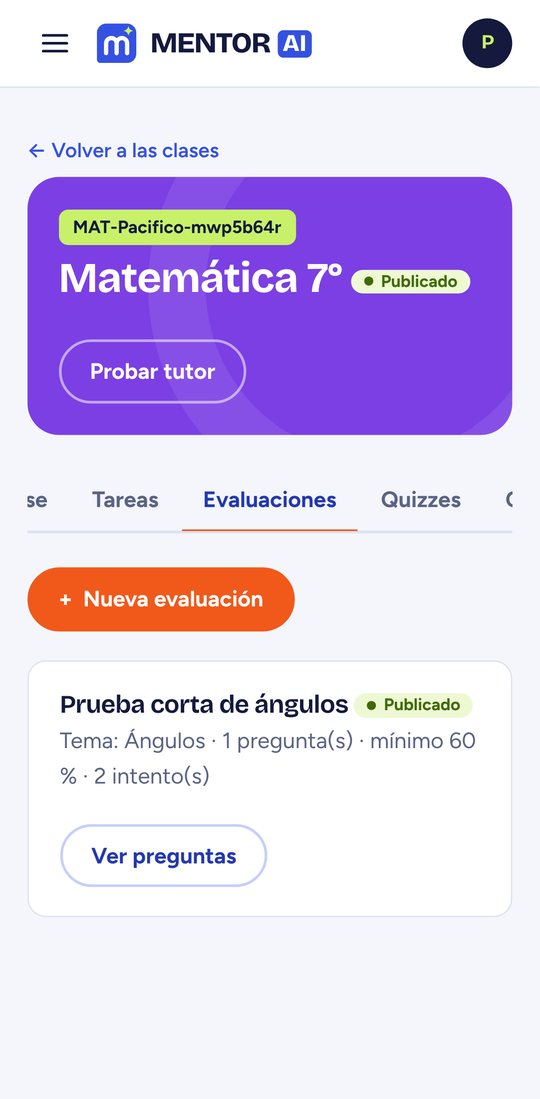 m MENTOR AI
P
← Volver a las clases
MAT-Pacifico-mwp5b64r
Matemática 7° Publicado
Probar tutor
se Tareas Evaluaciones Quizzes
+ Nueva evaluación
Prueba corta de ángulos Publicado
Tema: Ángulos · 1 pregunta(s) · mínimo 60
% · 2 intento(s)
Ver preguntas